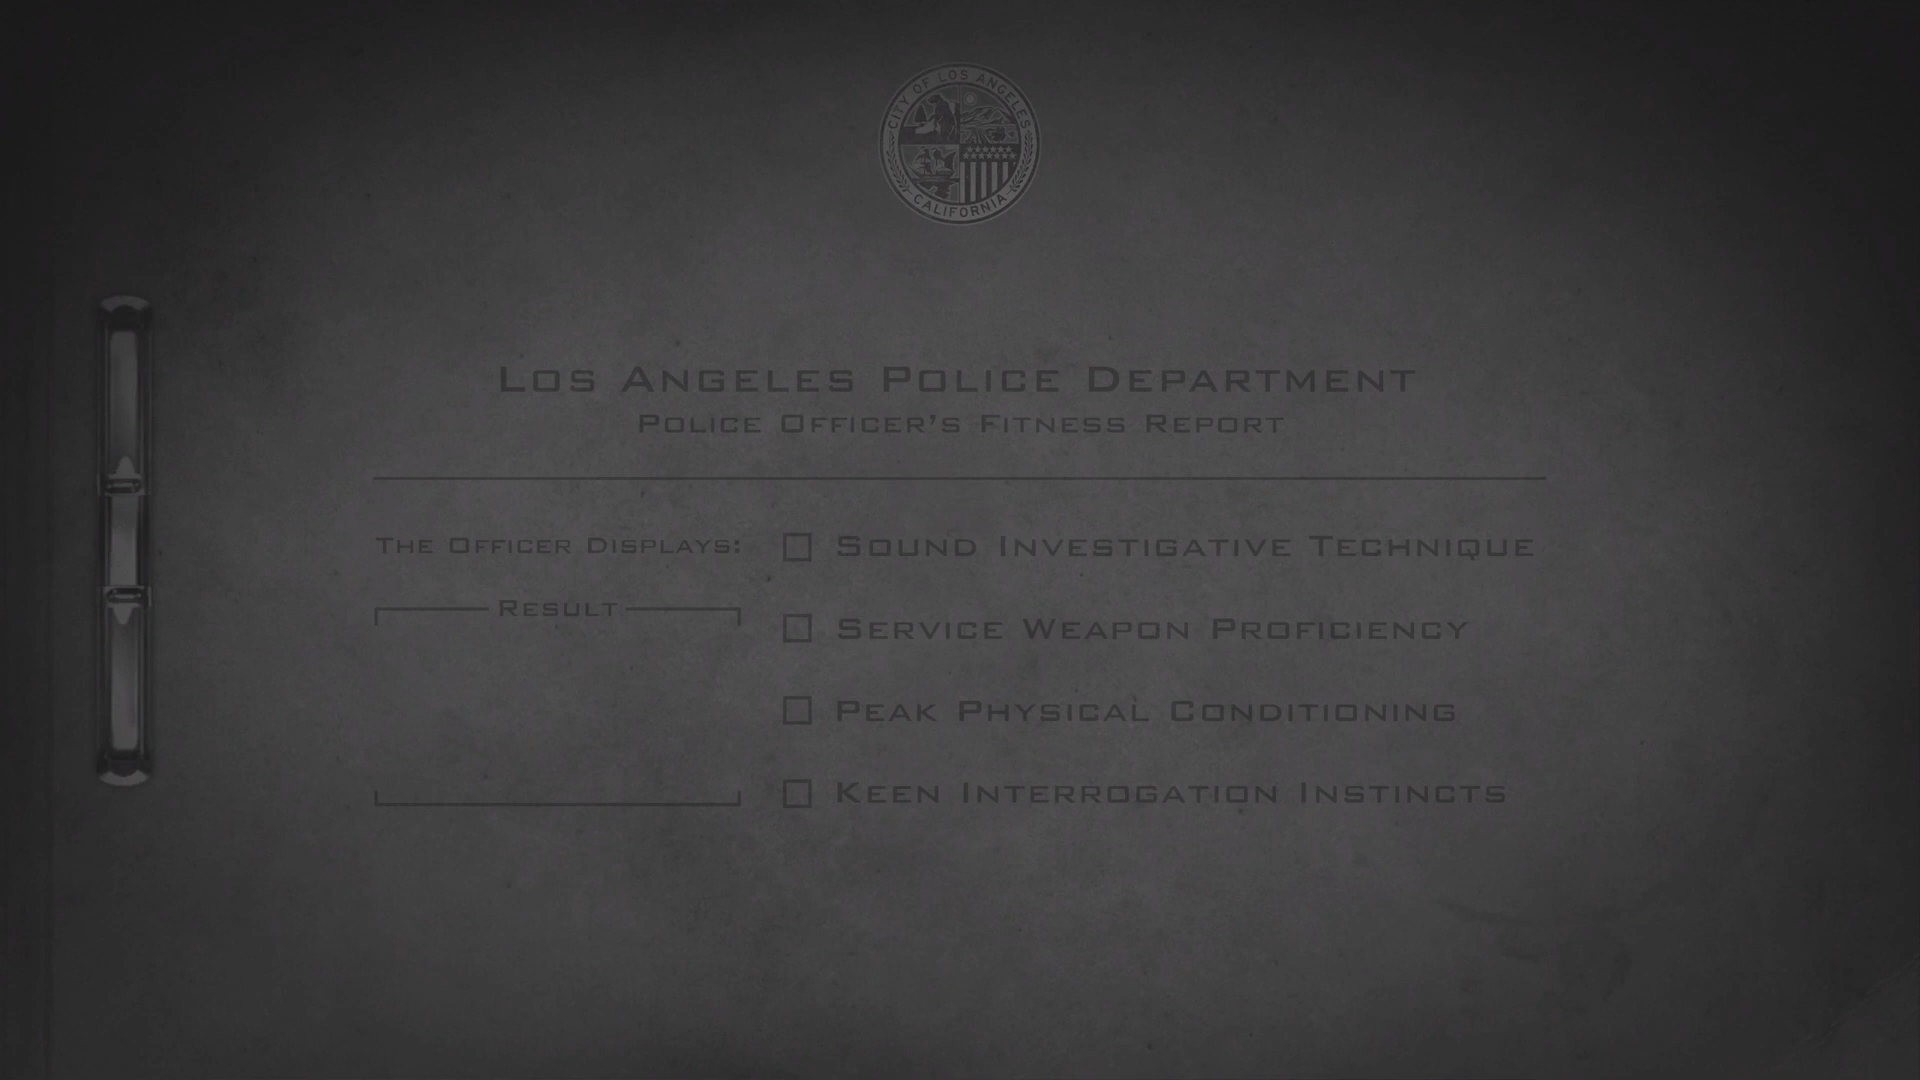 CITY OF LOS ANGELES
CALIFORNIA
Los Angeles Police Department
Police Officer's Fitness Report
The Officer Displays:
Sound Investigative Technique
Result
Service Weapon Proficiency
Peak Physical Conditioning
Keen Interrogation Instincts